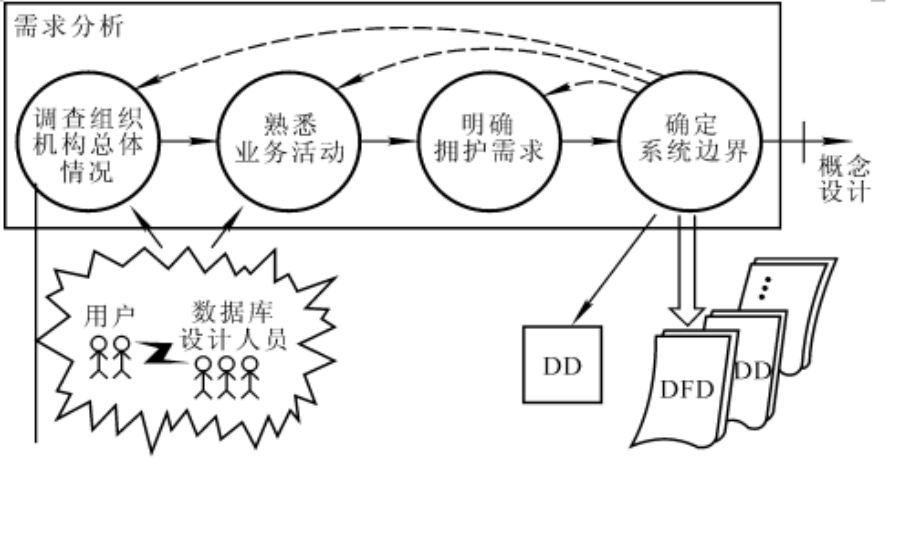 需求分析
调查组织
机构总体
情况
熟悉
业务活动
明确
拥护需求
确定
系统边界
概念
设计
用户
数据库
设计人员
DD
DFD
DD